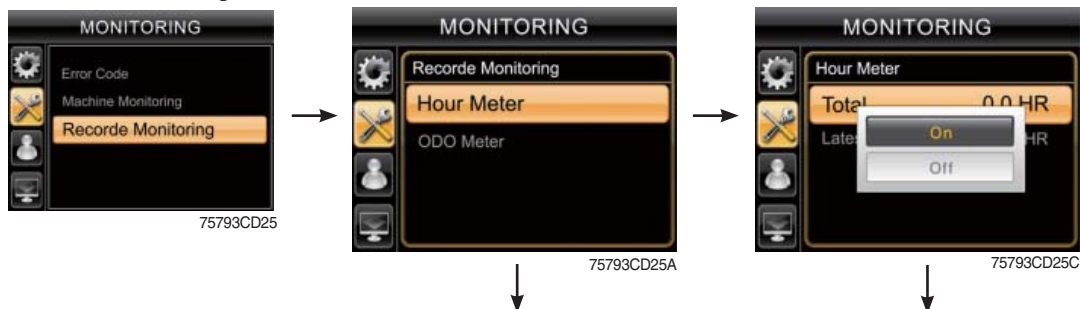 MONITORING
Error Code
Machine Monitoring
Recorde Monitoring
75793CD25
MONITORING
Recorde Monitoring
Hour Meter
ODO Meter
75793CD25A
MONITORING
Hour Meter
Total 0.0 HR
HR
On
Off
75793CD25C